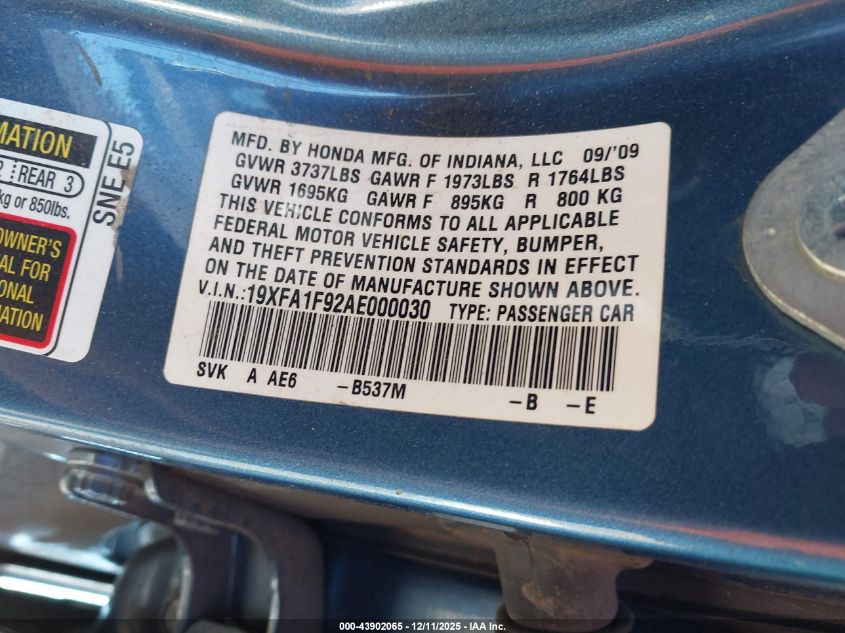 MATION
REAR 3
kg or 850lbs.
OWNER'S
AL FOR
ONAL
MATION
SNE E5
MFD. BY HONDA MFG. OF INDIANA, LLC 09/'09
GVWR 3737LBS GAWR F 1973LBS R 1764LBS
GVWR 1695KG GAWR F 895KG R 800 KG
THIS VEHICLE CONFORMS TO ALL APPLICABLE
FEDERAL MOTOR VEHICLE SAFETY, BUMPER,
AND THEFT PREVENTION STANDARDS IN EFFECT
ON THE DATE OF MANUFACTURE SHOWN ABOVE.
V.I.N.:19XFA1F92AE000030 TYPE: PASSENGER CAR
SVK A AE6 -B537M -B -E
000-43902065 - 12/11/2025 - IAA Inc.